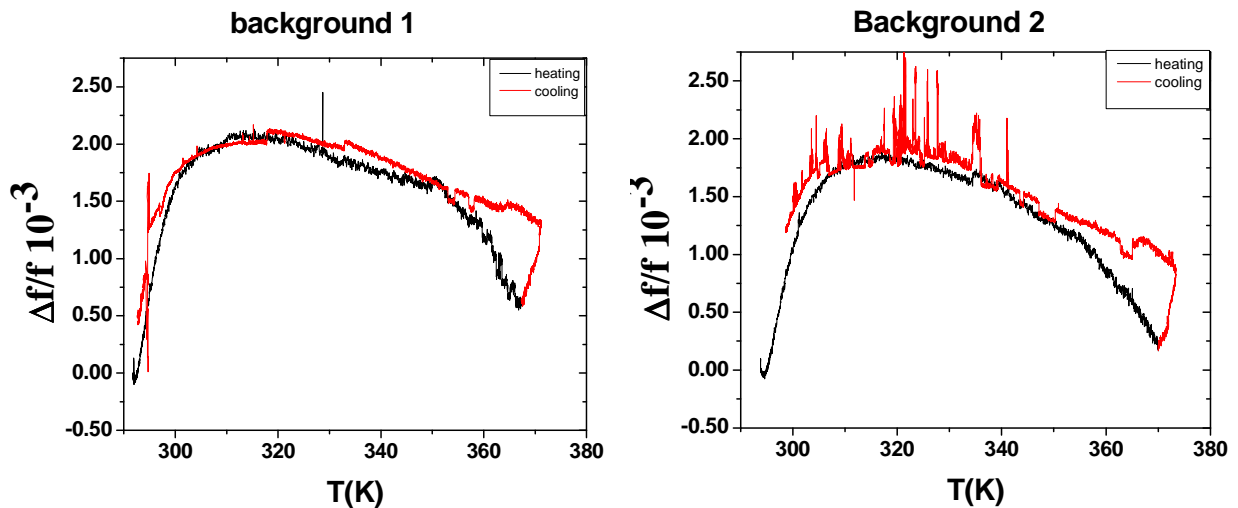 background 1
heating
cooling
2.50
2.00
1.50
1.00
0.50
0.00
-0.50
Δf/f 10⁻³
300 320 340 360 380
T(K)
Background 2
heating
cooling
2.50
2.00
1.50
1.00
0.50
0.00
-0.50
Δf/f 10⁻³
300 320 340 360 380
T(K)